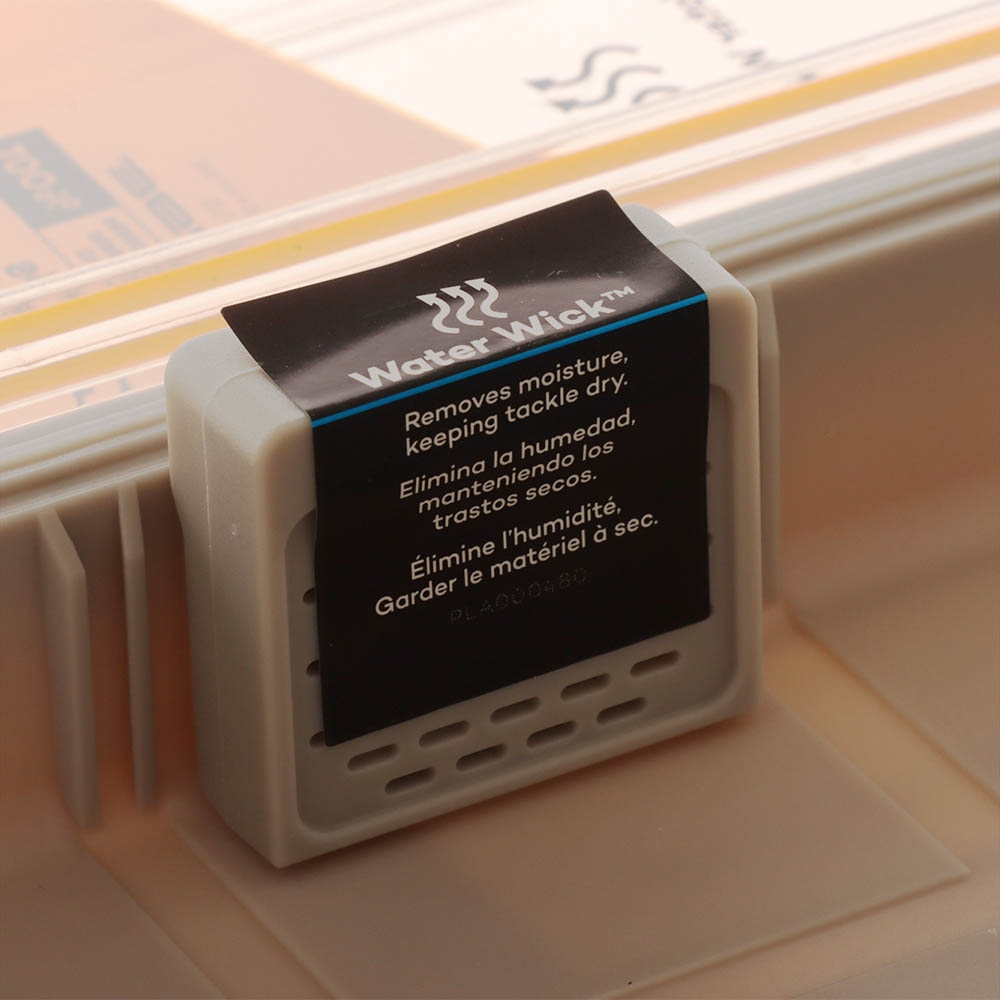 Water Wick™
Removes moisture,
keeping tackle dry.
Elimina la humedad,
manteniendo los
trastos secos.
Élimine l'humidité,
Garder le matériel à sec.
PLA000480